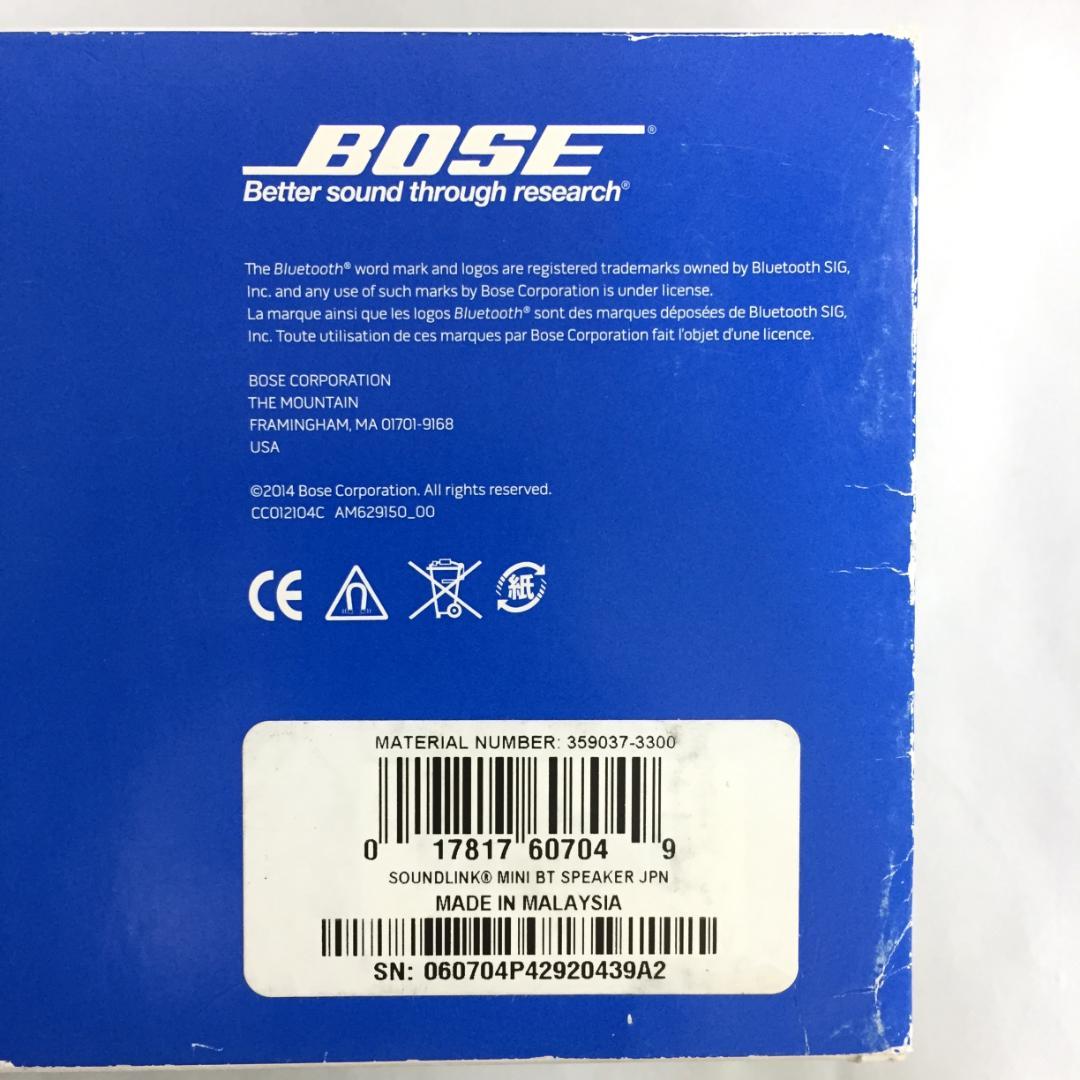 BOSE®
Better sound through research®
The Bluetooth® word mark and logos are registered trademarks owned by Bluetooth SIG,
Inc. and any use of such marks by Bose Corporation is under license.
La marque ainsi que les logos Bluetooth® sont des marques déposées de Bluetooth SIG,
Inc. Toute utilisation de ces marques par Bose Corporation fait l'objet d'une licence.
BOSE CORPORATION
THE MOUNTAIN
FRAMINGHAM, MA 01701-9168
USA
©2014 Bose Corporation. All rights reserved.
CC012104C AM629150_00
CE 紙
MATERIAL NUMBER: 359037-3300
0 17817 60704 9
SOUNDLINK® MINI BT SPEAKER JPN
MADE IN MALAYSIA
SN: 060704P42920439A2